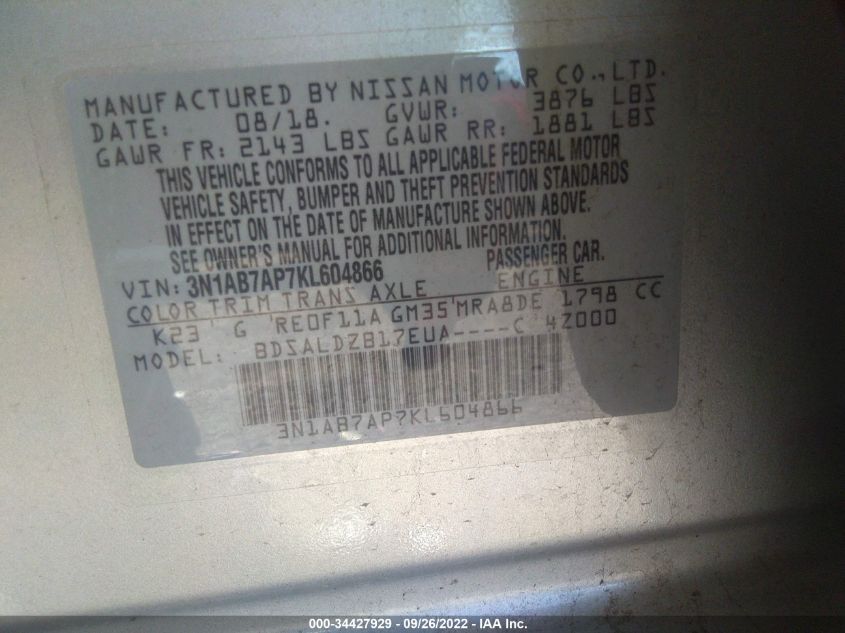 MANUFACTURED BY NISSAN MOTOR CO.,LTD.
DATE: 08/18. GVWR: 3876 LBS
GAWR FR: 2143 LBS GAWR RR: 1881 LBS
THIS VEHICLE CONFORMS TO ALL APPLICABLE FEDERAL MOTOR
VEHICLE SAFETY, BUMPER AND THEFT PREVENTION STANDARDS
IN EFFECT ON THE DATE OF MANUFACTURE SHOWN ABOVE.
SEE OWNER'S MANUAL FOR ADDITIONAL INFORMATION.
VIN: 3N1AB7AP7KL604866 PASSENGER CAR.
COLOR TRIM TRANS AXLE ENGINE
K23 G RE0F11A GM35 MRA8DE 1798 CC
MODEL: BDSALDZB17EUA----C 4Z000
3N1AB7AP7KL604866
000-34427929 - 09/26/2022 - IAA Inc.